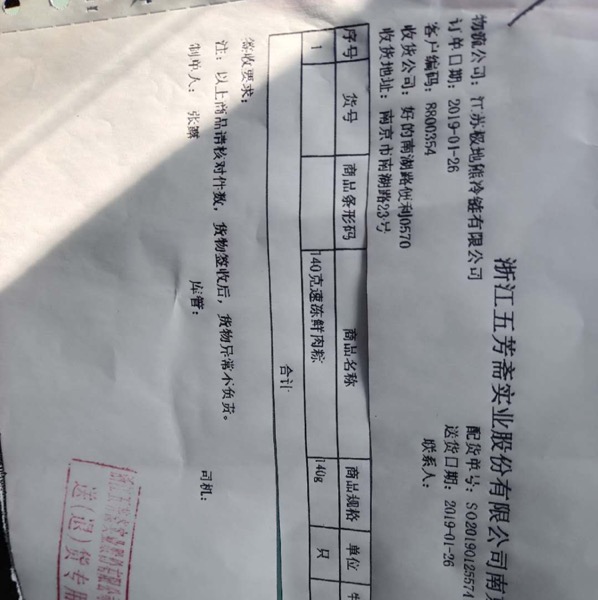 浙江五芳斋实业股份有限公司南京
物流公司：江苏极地熊冷链有限公司
配货单号：SO20190125574
订单日期：2019-01-26
送货日期：2019-01-26
客户编码：8800354
联系人：
收货公司：好的南湖路便利0570
收货地址：南京市南湖路23号
序号 货号 商品条形码 商品名称 商品规格 单位
1 140克速冻鲜肉粽 140g 只
合计
签收要求：
注：以上商品请核对件数，货物签收后，货物异常不负责。
制单人： 张 库管： 司机：
送（退）货专用